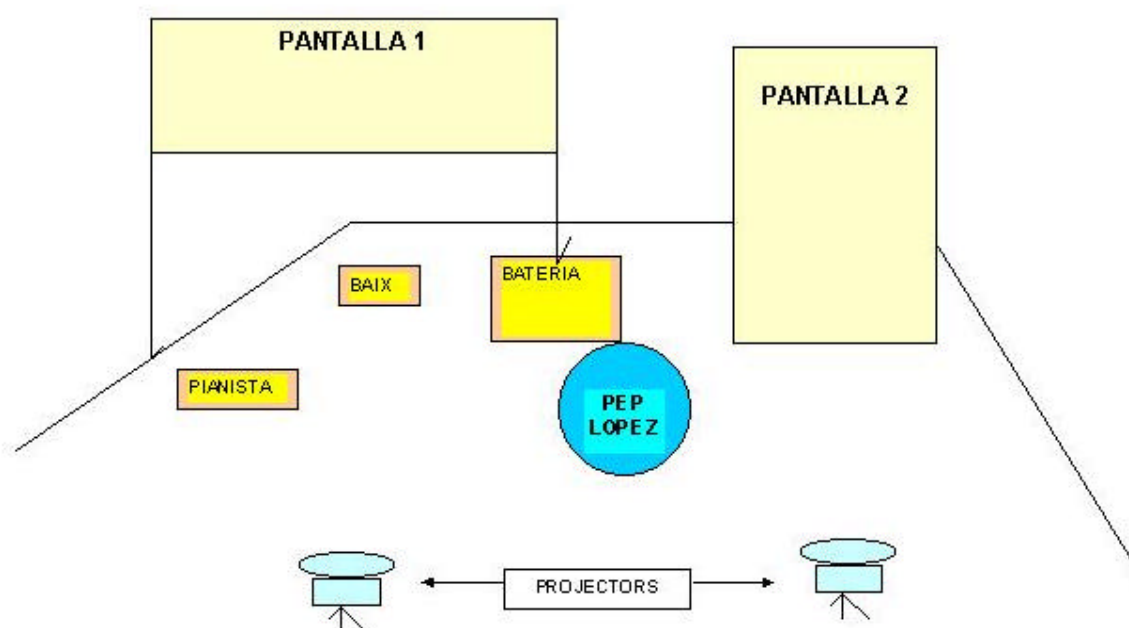 PANTALLA 1
PANTALLA 2
BAIX
BATERIA
PIANISTA
PEP
LOPEZ
PROJECTORS